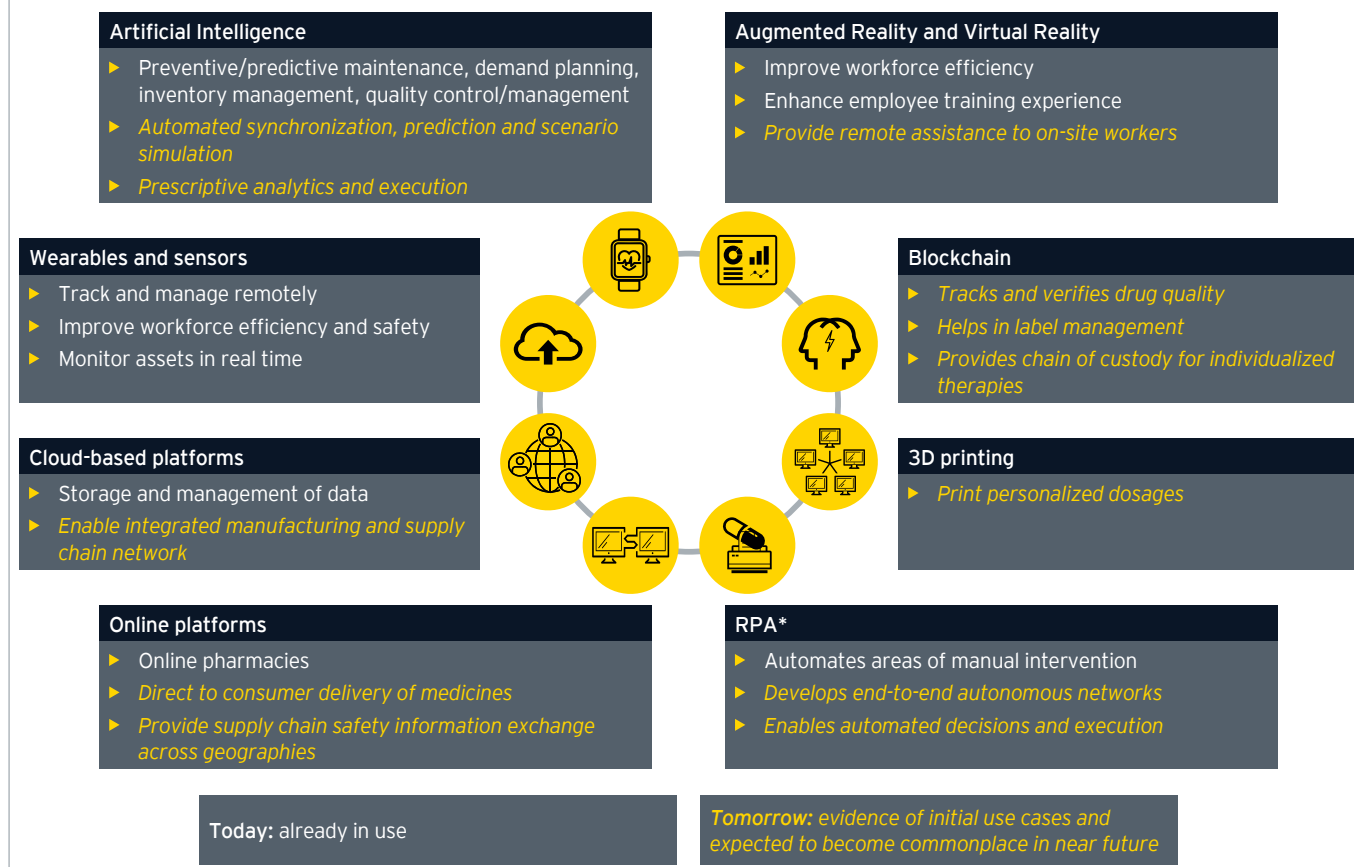 Artificial Intelligence
Preventive/predictive maintenance, demand planning,
inventory management, quality control/management
Automated synchronization, prediction and scenario
simulation
Prescriptive analytics and execution
Augmented Reality and Virtual Reality
Improve workforce efficiency
Enhance employee training experience
Provide remote assistance to on-site workers
Wearables and sensors
Track and manage remotely
Improve workforce efficiency and safety
Monitor assets in real time
Blockchain
Tracks and verifies drug quality
Helps in label management
Provides chain of custody for individualized
therapies
Cloud-based platforms
Storage and management of data
Enable integrated manufacturing and supply
chain network
3D printing
Print personalized dosages
Online platforms
Online pharmacies
Direct to consumer delivery of medicines
Provide supply chain safety information exchange
across geographies
RPA*
Automates areas of manual intervention
Develops end-to-end autonomous networks
Enables automated decisions and execution
Today: already in use
Tomorrow: evidence of initial use cases and
expected to become commonplace in near future